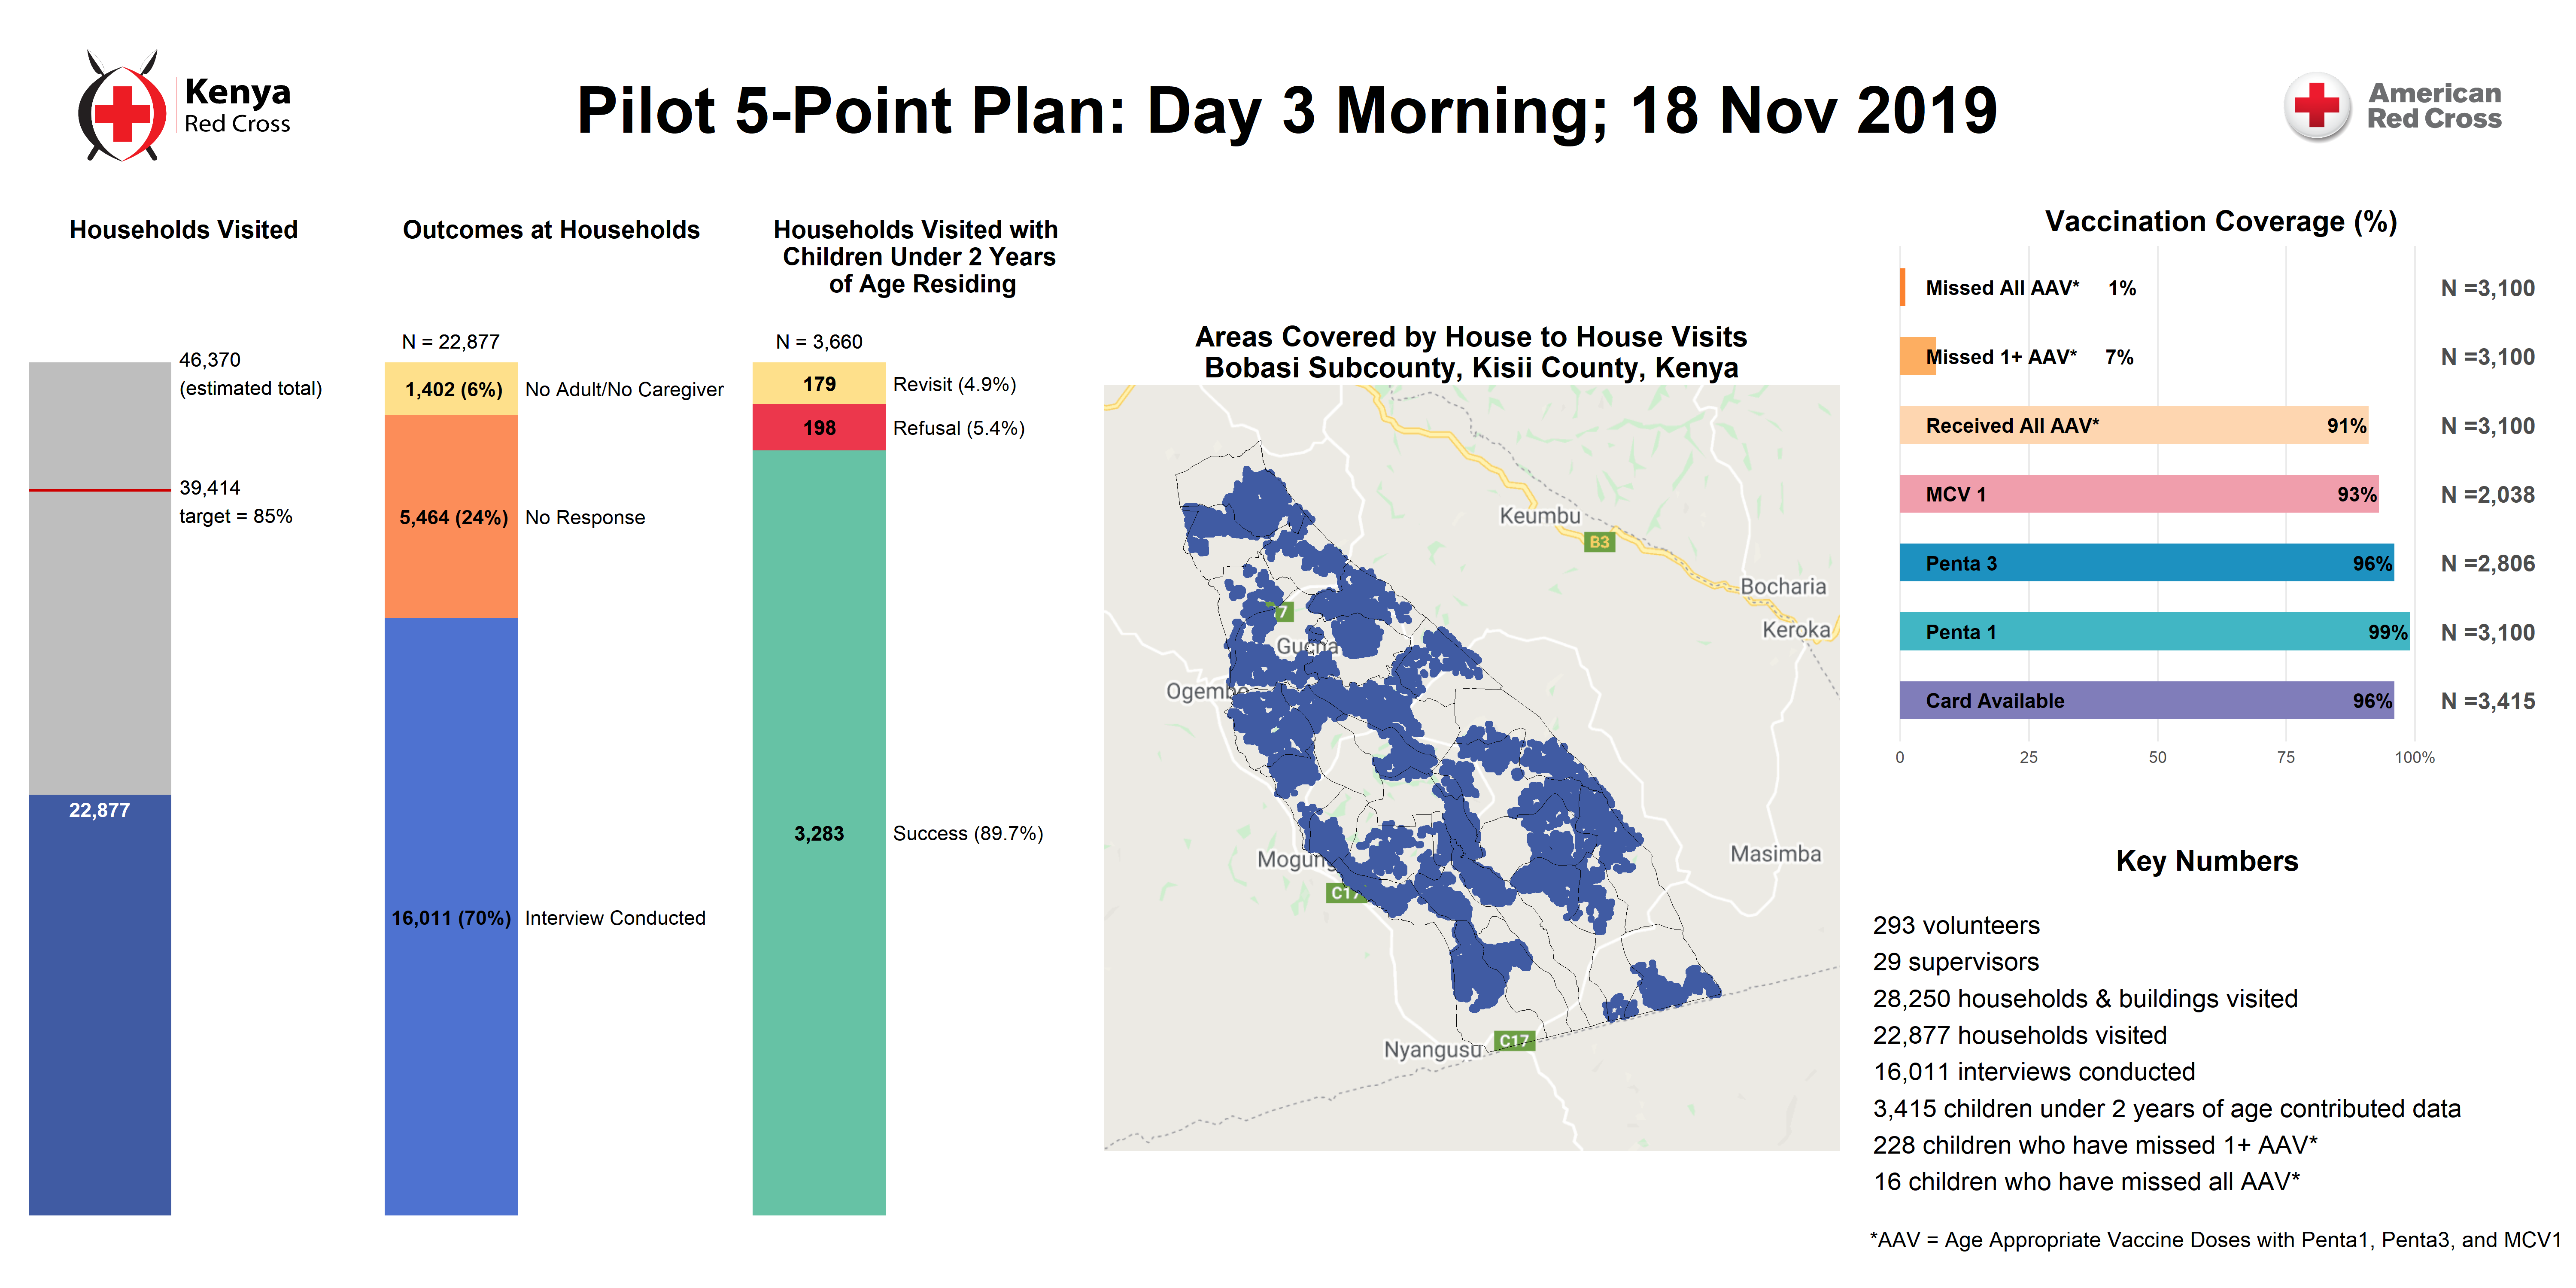 Kenya
Red Cross
Pilot 5-Point Plan: Day 3 Morning; 18 Nov 2019
American
Red Cross
Households Visited
46,370
(estimated total)
39,414
target = 85%
22,877
Outcomes at Households
N = 22,877
1,402 (6%) No Adult/No Caregiver
5,464 (24%) No Response
16,011 (70%) Interview Conducted
Households Visited with
Children Under 2 Years
of Age Residing
N = 3,660
179 Revisit (4.9%)
198 Refusal (5.4%)
3,283 Success (89.7%)
Areas Covered by House to House Visits
Bobasi Subcounty, Kisii County, Kenya
Keumbu
B3
Bocharia
Keroka
7
Gucha
Ogembo
Masimba
Mogun
C17
C17
Nyangusu
Vaccination Coverage (%)
Missed All AAV* 1% N =3,100
Missed 1+ AAV* 7% N =3,100
Received All AAV* 91% N =3,100
MCV 1 93% N =2,038
Penta 3 96% N =2,806
Penta 1 99% N =3,100
Card Available 96% N =3,415
0 25 50 75 100%
Key Numbers
293 volunteers
29 supervisors
28,250 households & buildings visited
22,877 households visited
16,011 interviews conducted
3,415 children under 2 years of age contributed data
228 children who have missed 1+ AAV*
16 children who have missed all AAV*
*AAV = Age Appropriate Vaccine Doses with Penta1, Penta3, and MCV1